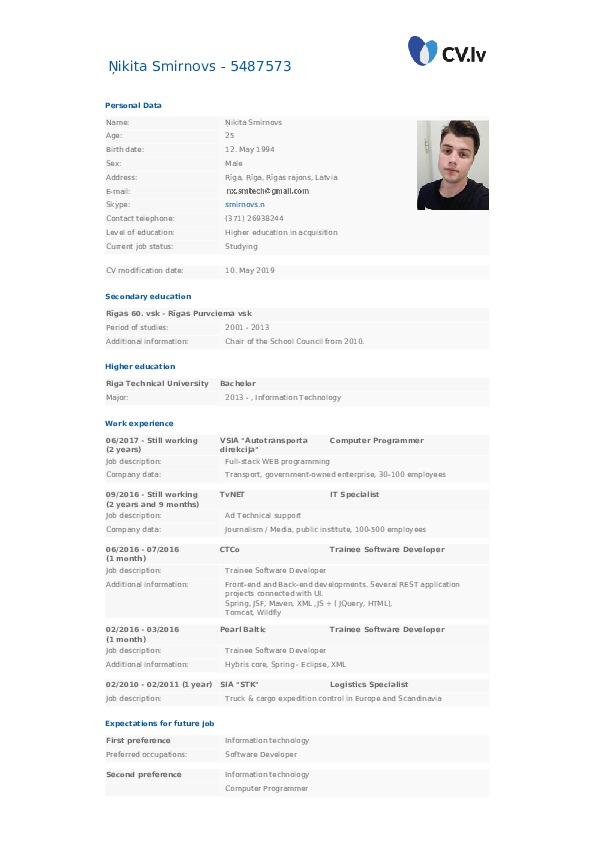 CV.lv
Ņikita Smirnovs - 5487573
Personal Data
Name: Ņikita Smirnovs
Age: 25
Birth date: 12. May 1994
Sex: Male
Address: Rīga, Rīga, Rīgas rajons, Latvia
E-mail: nx.smtech@gmail.com
Skype: smirnovs.n
Contact telephone: (371) 26938244
Level of education: Higher education in acquisition
Current job status: Studying
CV modification date: 10. May 2019
Secondary education
Rīgas 60. vsk - Rīgas Purvciema vsk
Period of studies: 2001 - 2013
Additional information: Chair of the School Council from 2010.
Higher education
Riga Technical University Bachelor
Major: 2013 - , Information Technology
Work experience
06/2017 - Still working VSIA "Autotransporta Computer Programmer
(2 years) direkcija"
Job description: Full-stack WEB programming
Company data: Transport, government-owned enterprise, 30-100 employees
09/2016 - Still working TvNET IT Specialist
(2 years and 9 months)
Job description: Ad Technical support
Company data: Journalism / Media, public institute, 100-500 employees
06/2016 - 07/2016 CTCo Trainee Software Developer
(1 month)
Job description: Trainee Software Developer
Additional information: Front-end and Back-end developments. Several REST application
projects connected with UI.
Spring, JSF, Maven, XML ,JS + ( JQuery, HTML),
Tomcat, Wildfly
02/2016 - 03/2016 Pearl Baltic Trainee Software Developer
(1 month)
Job description: Trainee Software Developer
Additional information: Hybris core, Spring - Eclipse, XML
02/2010 - 02/2011 (1 year) SIA "STK" Logistics Specialist
Job description: Truck & cargo expedition control in Europe and Scandinavia
Expectations for future job
First preference Information technology
Preferred occupations: Software Developer
Second preference Information technology
Computer Programmer